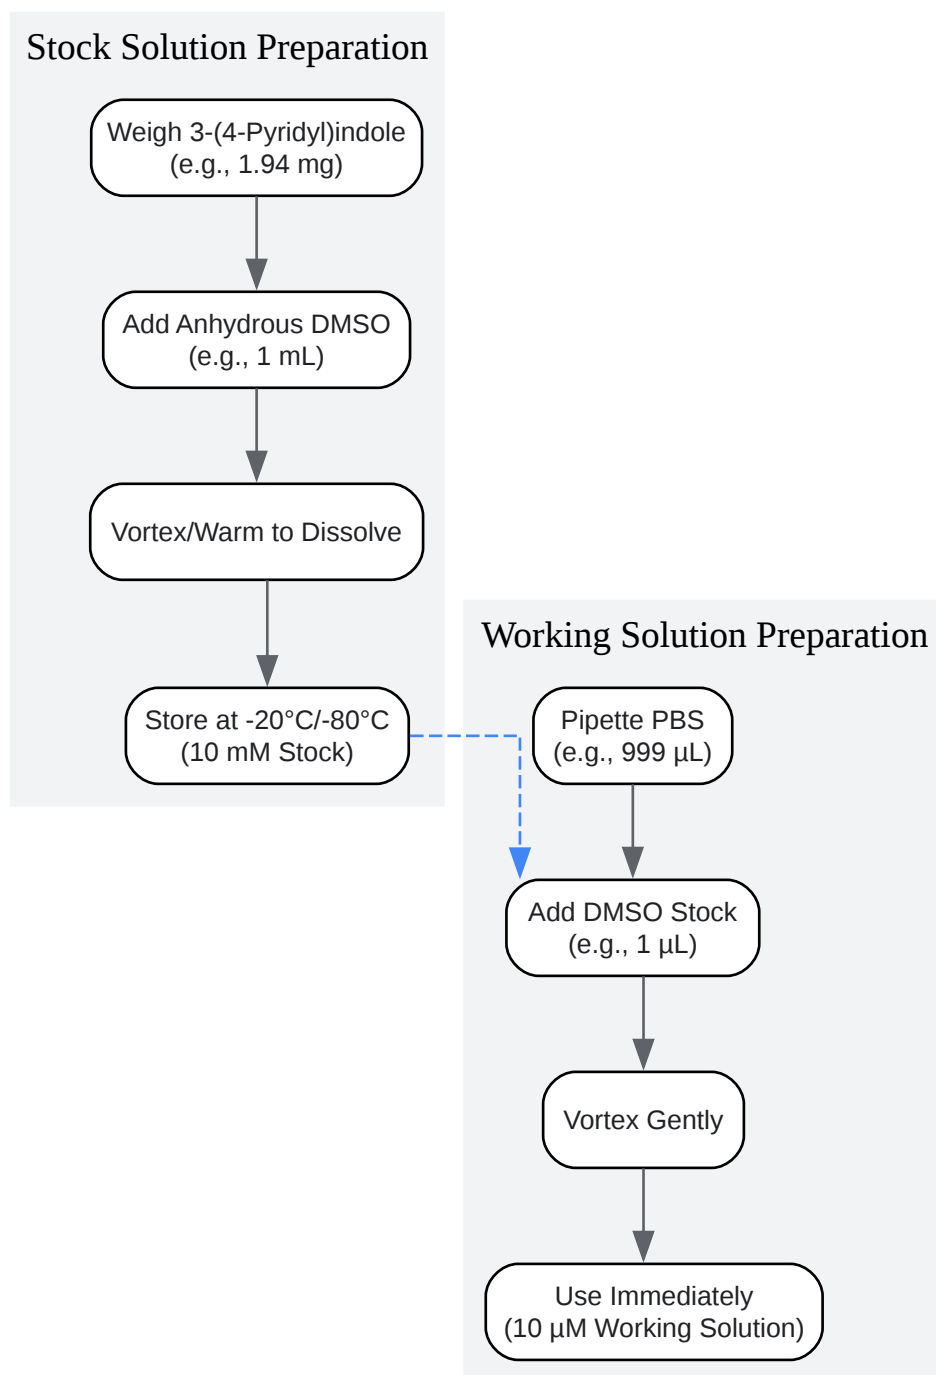 Stock Solution Preparation
Weigh 3-(4-Pyridyl)indole
(e.g., 1.94 mg)
Add Anhydrous DMSO
(e.g., 1 mL)
Vortex/Warm to Dissolve
Store at -20°C/-80°C
(10 mM Stock)
Working Solution Preparation
Pipette PBS
(e.g., 999 µL)
Add DMSO Stock
(e.g., 1 µL)
Vortex Gently
Use Immediately
(10 µM Working Solution)